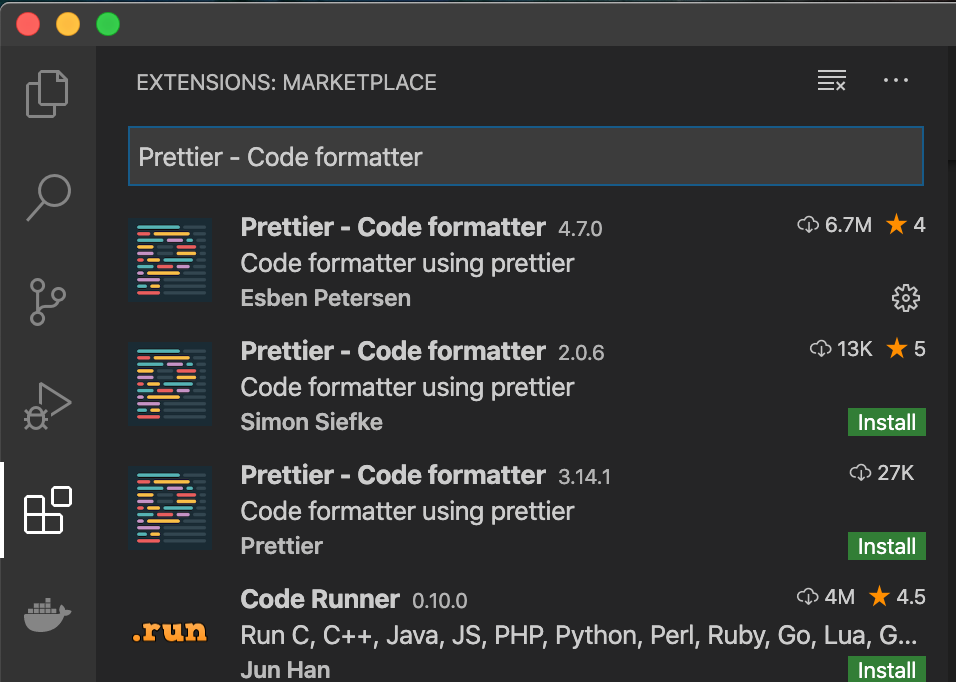 EXTENSIONS: MARKETPLACE
Prettier - Code formatter
Prettier - Code formatter 4.7.0 6.7M 4
Code formatter using prettier
Esben Petersen
Prettier - Code formatter 2.0.6 13K 5
Code formatter using prettier
Simon Siefke Install
Prettier - Code formatter 3.14.1 27K
Code formatter using prettier
Prettier Install
Code Runner 0.10.0 4M 4.5
.run Run C, C++, Java, JS, PHP, Python, Perl, Ruby, Go, Lua, G...
Jun Han Install